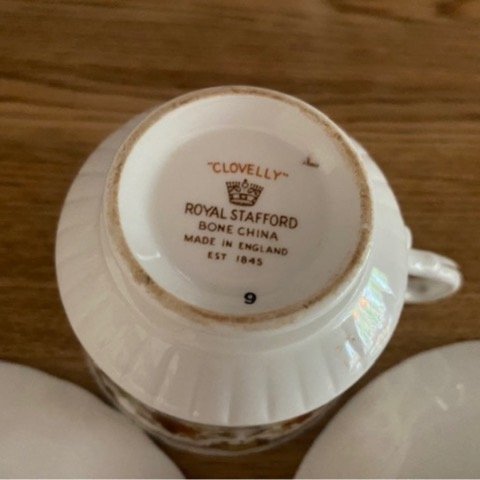 "CLOVELLY"
ROYAL STAFFORD
BONE CHINA
MADE IN ENGLAND
EST 1845
9